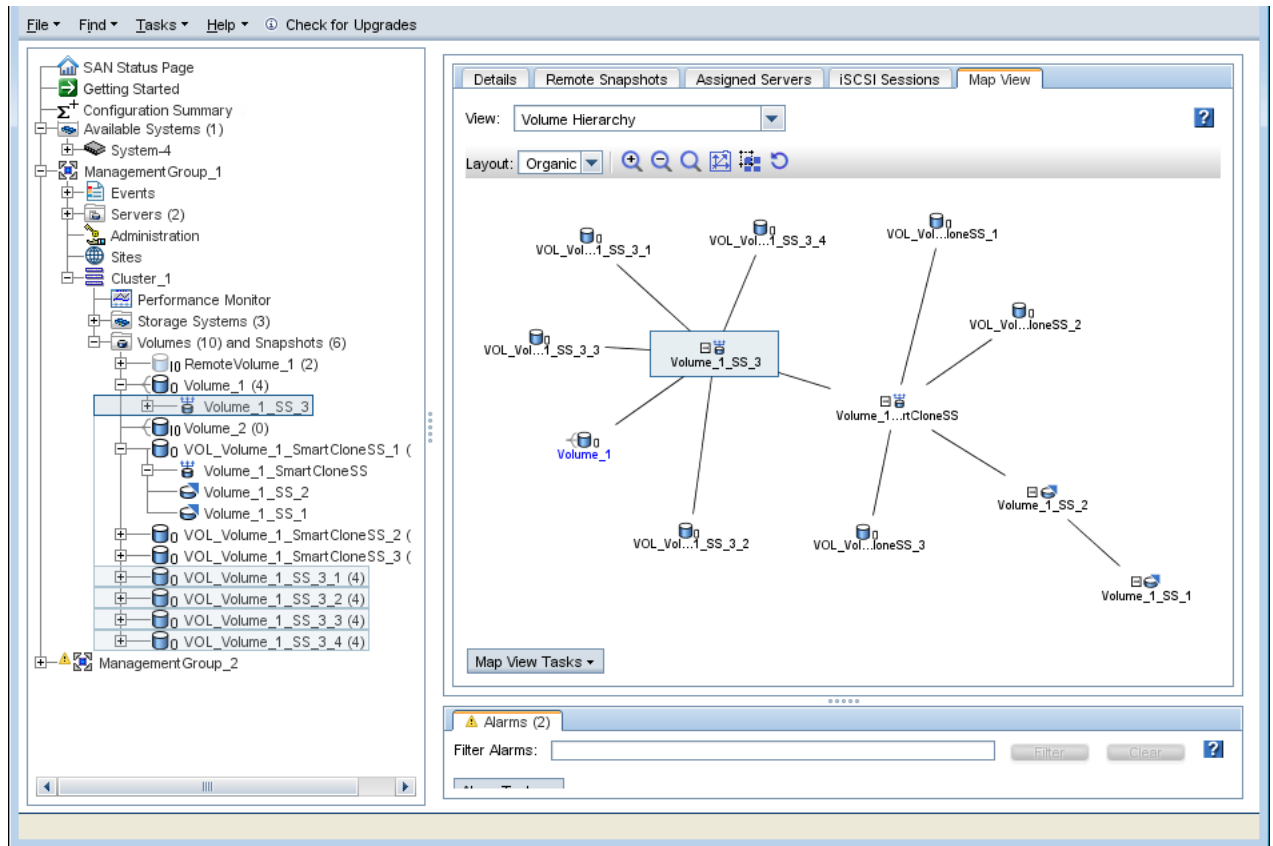 File Find Tasks Help Check for Upgrades
SAN Status Page
Getting Started
Configuration Summary
Available Systems (1)
System-4
ManagementGroup_1
Events
Servers (2)
Administration
Sites
Cluster_1
Performance Monitor
Storage Systems (3)
Volumes (10) and Snapshots (6)
RemoteVolume_1 (2)
Volume_1 (4)
Volume_1_SS_3
Volume_2 (0)
VOL_Volume_1_SmartCloneSS_1 (
Volume_1_SmartCloneSS
Volume_1_SS_2
Volume_1_SS_1
VOL_Volume_1_SmartCloneSS_2 (
VOL_Volume_1_SmartCloneSS_3 (
VOL_Volume_1_SS_3_1 (4)
VOL_Volume_1_SS_3_2 (4)
VOL_Volume_1_SS_3_3 (4)
VOL_Volume_1_SS_3_4 (4)
ManagementGroup_2
Details Remote Snapshots Assigned Servers iSCSI Sessions Map View
View: Volume Hierarchy ?
Layout: Organic
VOL_Vol...1_SS_3_1
VOL_Vol...1_SS_3_4
VOL_Vol...loneSS_1
VOL_Vol...loneSS_2
VOL_Vol...1_SS_3_3
Volume_1_SS_3
Volume_1...rtCloneSS
Volume_1
Volume_1_SS_2
VOL_Vol...1_SS_3_2
VOL_Vol...loneSS_3
Volume_1_SS_1
Map View Tasks
Alarms (2)
Filter Alarms: Filter Clear ?